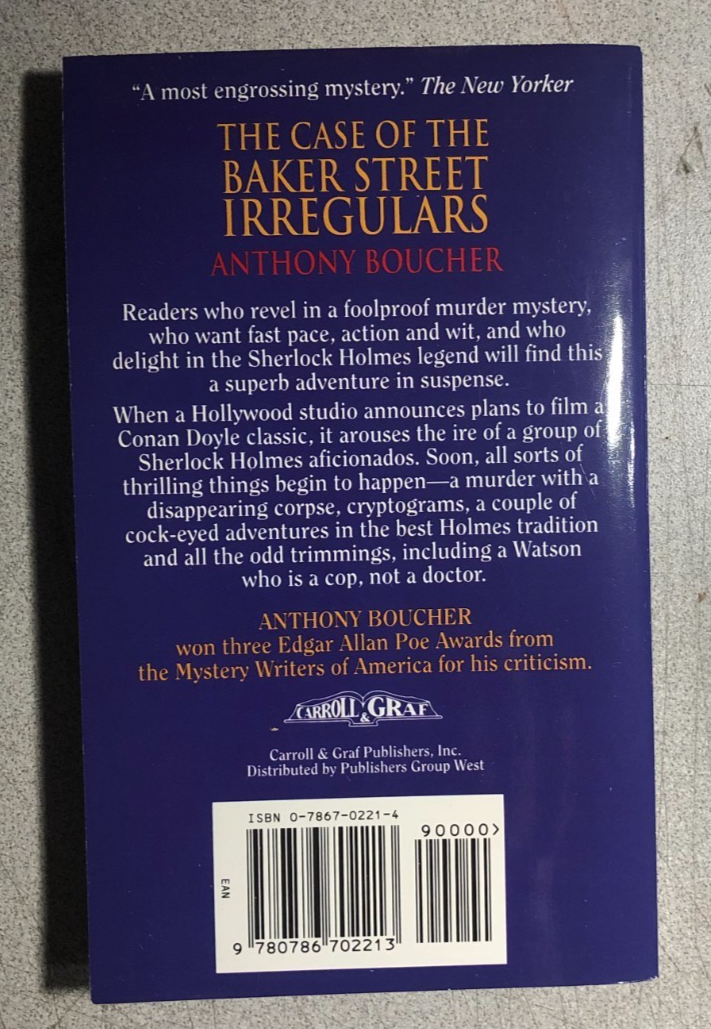 “A most engrossing mystery.” The New Yorker
THE CASE OF THE
BAKER STREET
IRREGULARS
ANTHONY BOUCHER
Readers who revel in a foolproof murder mystery,
who want fast pace, action and wit, and who
delight in the Sherlock Holmes legend will find this
a superb adventure in suspense.
When a Hollywood studio announces plans to film a
Conan Doyle classic, it arouses the ire of a group of
Sherlock Holmes aficionados. Soon, all sorts of
thrilling things begin to happen—a murder with a
disappearing corpse, cryptograms, a couple of
cock-eyed adventures in the best Holmes tradition
and all the odd trimmings, including a Watson
who is a cop, not a doctor.
ANTHONY BOUCHER
won three Edgar Allan Poe Awards from
the Mystery Writers of America for his criticism.
CARROLL & GRAF
Carroll & Graf Publishers, Inc.
Distributed by Publishers Group West
ISBN 0-7867-0221-4
90000>
EAN
9 780786 702213